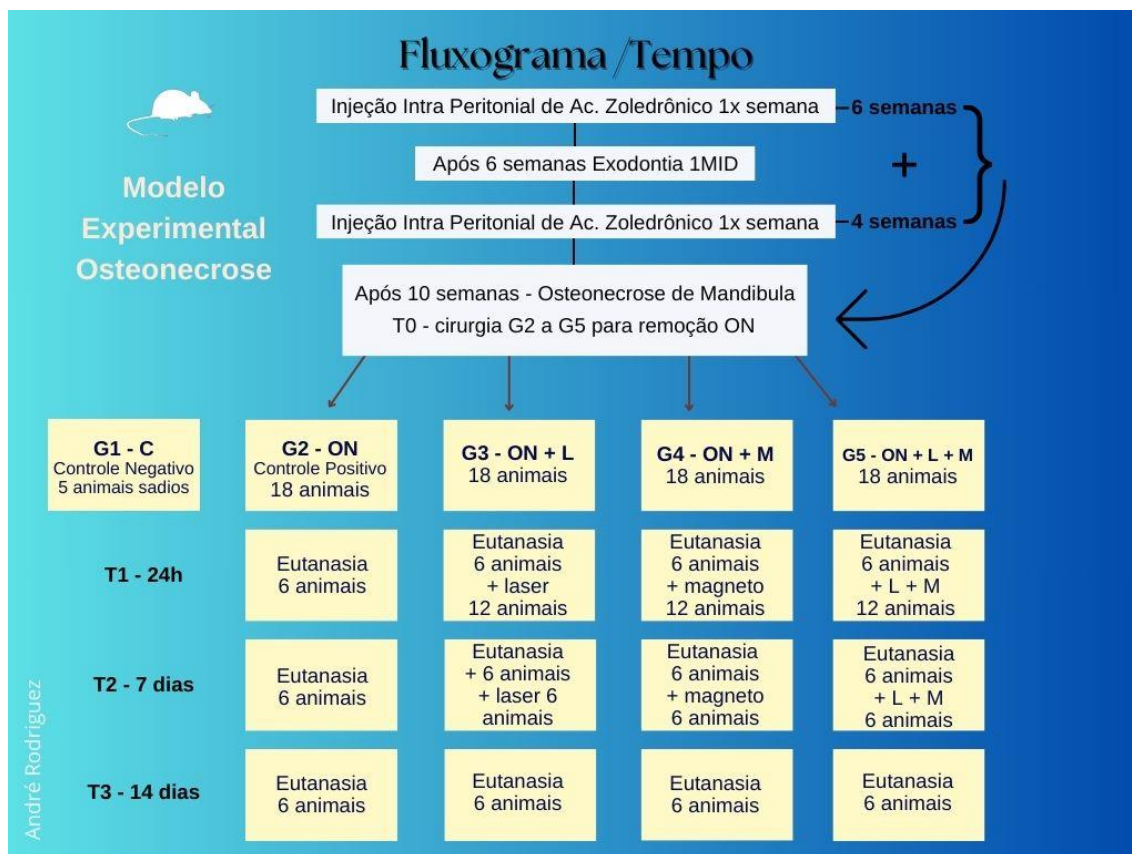 Fluxograma /Tempo
Injeção Intra Peritonial de Ac. Zoledrônico 1x semana
6 semanas
Após 6 semanas Exodontia 1MID
+
Injeção Intra Peritonial de Ac. Zoledrônico 1x semana
4 semanas
Modelo
Experimental
Osteonecrose
Após 10 semanas - Osteonecrose de Mandibula
T0 - cirurgia G2 a G5 para remoção ON
G1 - C
Controle Negativo
5 animais sadios
G2 - ON
Controle Positivo
18 animais
G3 - ON + L
18 animais
G4 - ON + M
18 animais
G5 - ON + L + M
18 animais
T1 - 24h
Eutanasia
6 animais
Eutanasia
6 animais
+ laser
12 animais
Eutanasia
6 animais
+ magneto
12 animais
Eutanasia
6 animais
+ L + M
12 animais
T2 - 7 dias
Eutanasia
6 animais
Eutanasia
+ 6 animais
+ laser 6
animais
Eutanasia
6 animais
+ magneto
6 animais
Eutanasia
6 animais
+ L + M
6 animais
T3 - 14 dias
Eutanasia
6 animais
Eutanasia
6 animais
Eutanasia
6 animais
Eutanasia
6 animais
André Rodriguez